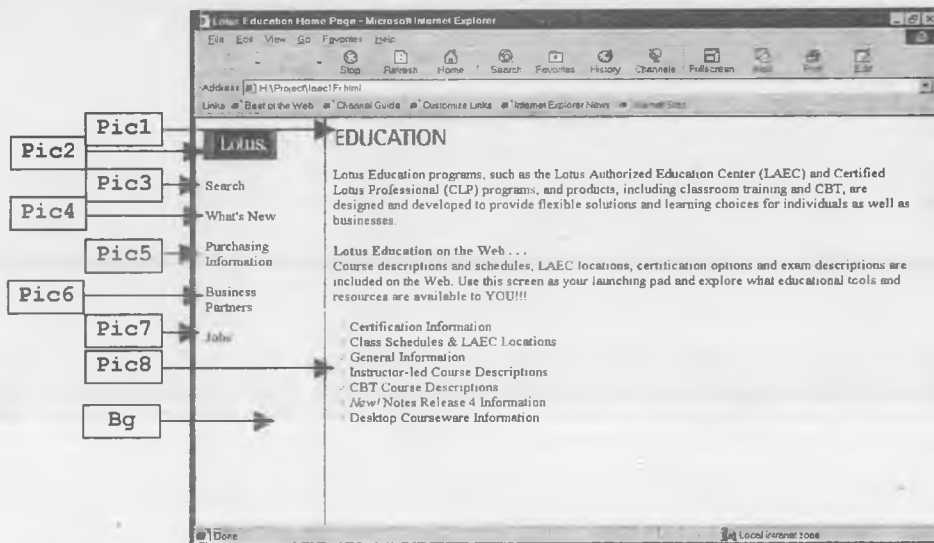 Lotus Education Home Page - Microsoft Internet Explorer
File Edit View Go Favorites Help
Stop Refresh Home Search Favorites History Channels Fullscreen Mail Print Edit
Address H:\Project\laec1Fr.html
Links Best of the Web Channel Guide Customize Links Internet Explorer News Internet Start
Pic1
Pic2
Pic3
Pic4
Pic5
Pic6
Pic7
Pic8
Bg
Lotus.
Search
What's New
Purchasing
Information
Business
Partners
Jobs
EDUCATION
Lotus Education programs, such as the Lotus Authorized Education Center (LAEC) and Certified
Lotus Professional (CLP) programs, and products, including classroom training and CBT, are
designed and developed to provide flexible solutions and learning choices for individuals as well as
businesses.
Lotus Education on the Web . . .
Course descriptions and schedules, LAEC locations, certification options and exam descriptions are
included on the Web. Use this screen as your launching pad and explore what educational tools and
resources are available to YOU!!!
Certification Information
Class Schedules & LAEC Locations
General Information
Instructor-led Course Descriptions
CBT Course Descriptions
New! Notes Release 4 Information
Desktop Courseware Information
Done
Local intranet zone